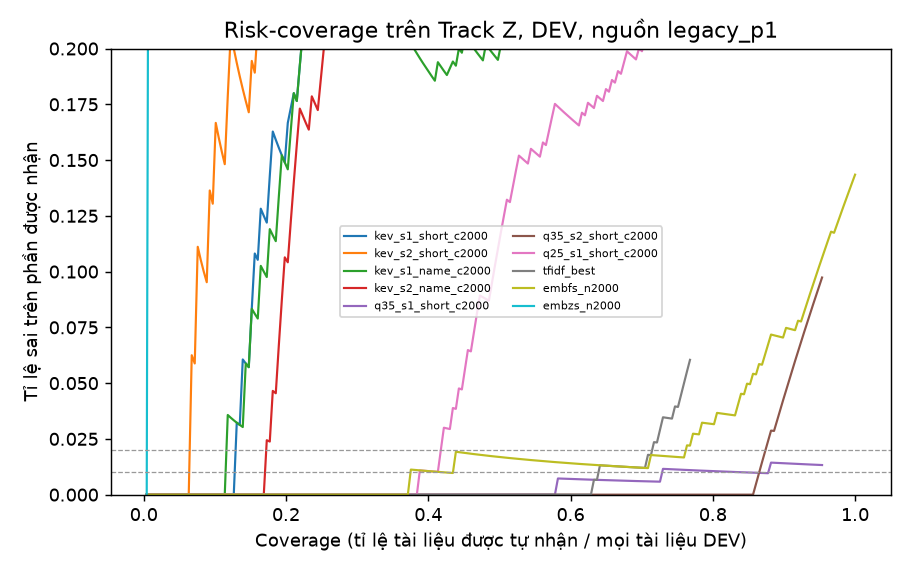 Risk-coverage trên Track Z, DEV, nguồn legacy_p1
Tỉ lệ sai trên phần được nhận
0.200
0.175
0.150
0.125
0.100
0.075
0.050
0.025
0.000
kev_s1_short_c2000
kev_s2_short_c2000
kev_s1_name_c2000
kev_s2_name_c2000
q35_s1_short_c2000
q35_s2_short_c2000
q25_s1_short_c2000
tfidf_best
embfs_n2000
embzs_n2000
0.0 0.2 0.4 0.6 0.8 1.0
Coverage (tỉ lệ tài liệu được tự nhận / mọi tài liệu DEV)